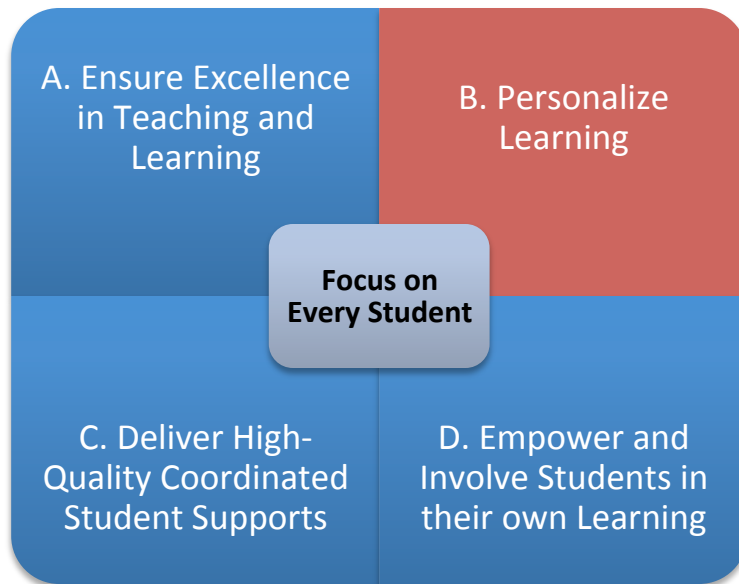 A. Ensure Excellence
in Teaching and
Learning
B. Personalize
Learning
Focus on
Every Student
C. Deliver High-
Quality Coordinated
Student Supports
D. Empower and
Involve Students in
their own Learning